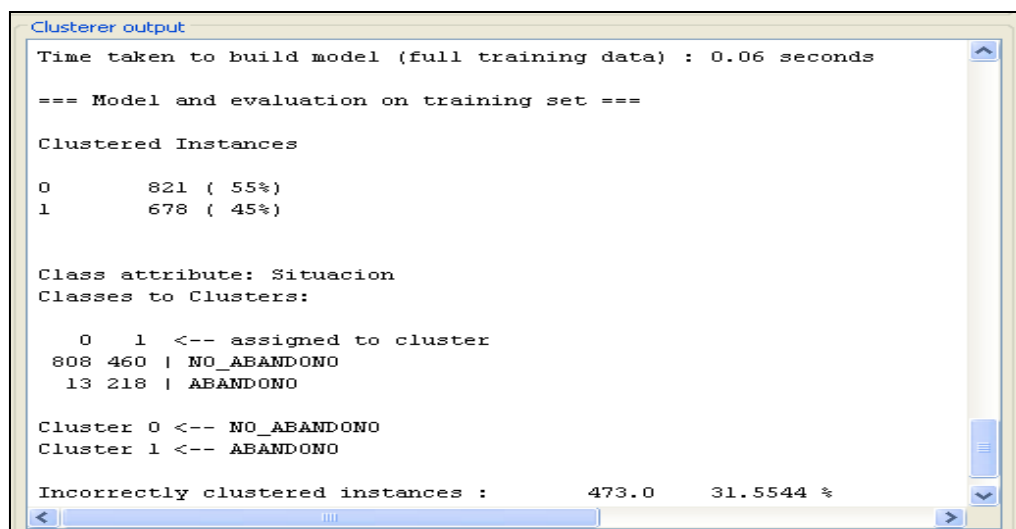 Clusterer output
Time taken to build model (full training data) : 0.06 seconds
=== Model and evaluation on training set ===
Clustered Instances
0 821 ( 55%)
1 678 ( 45%)
Class attribute: Situacion
Classes to Clusters:
0 1 <-- assigned to cluster
808 460 | NO_ABANDONO
13 218 | ABANDONO
Cluster 0 <-- NO_ABANDONO
Cluster 1 <-- ABANDONO
Incorrectly clustered instances : 473.0 31.5544 %